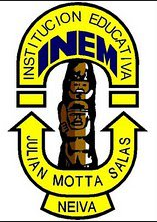 INSTITUCION EDUCATIVA
INEM
JULIAN MOTTA SALAS
NEIVA